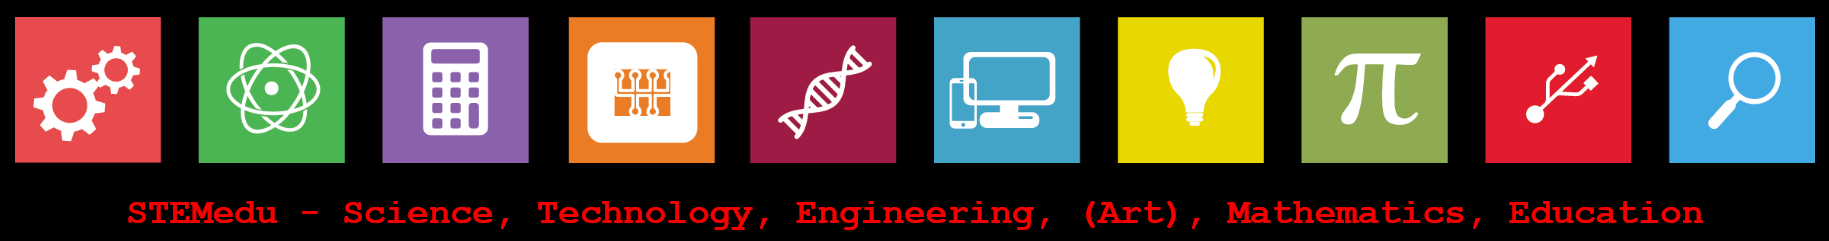 π
STEMedu - Science, Technology, Engineering, (Art), Mathematics, Education